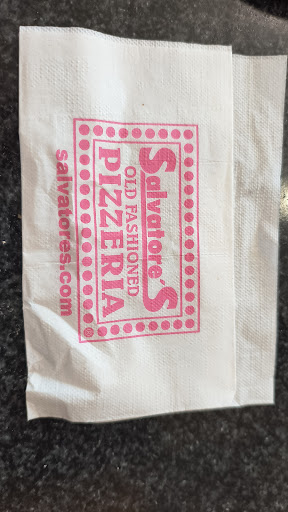 Salvatore's
OLD FASHIONED
PIZZERIA
salvatores.com